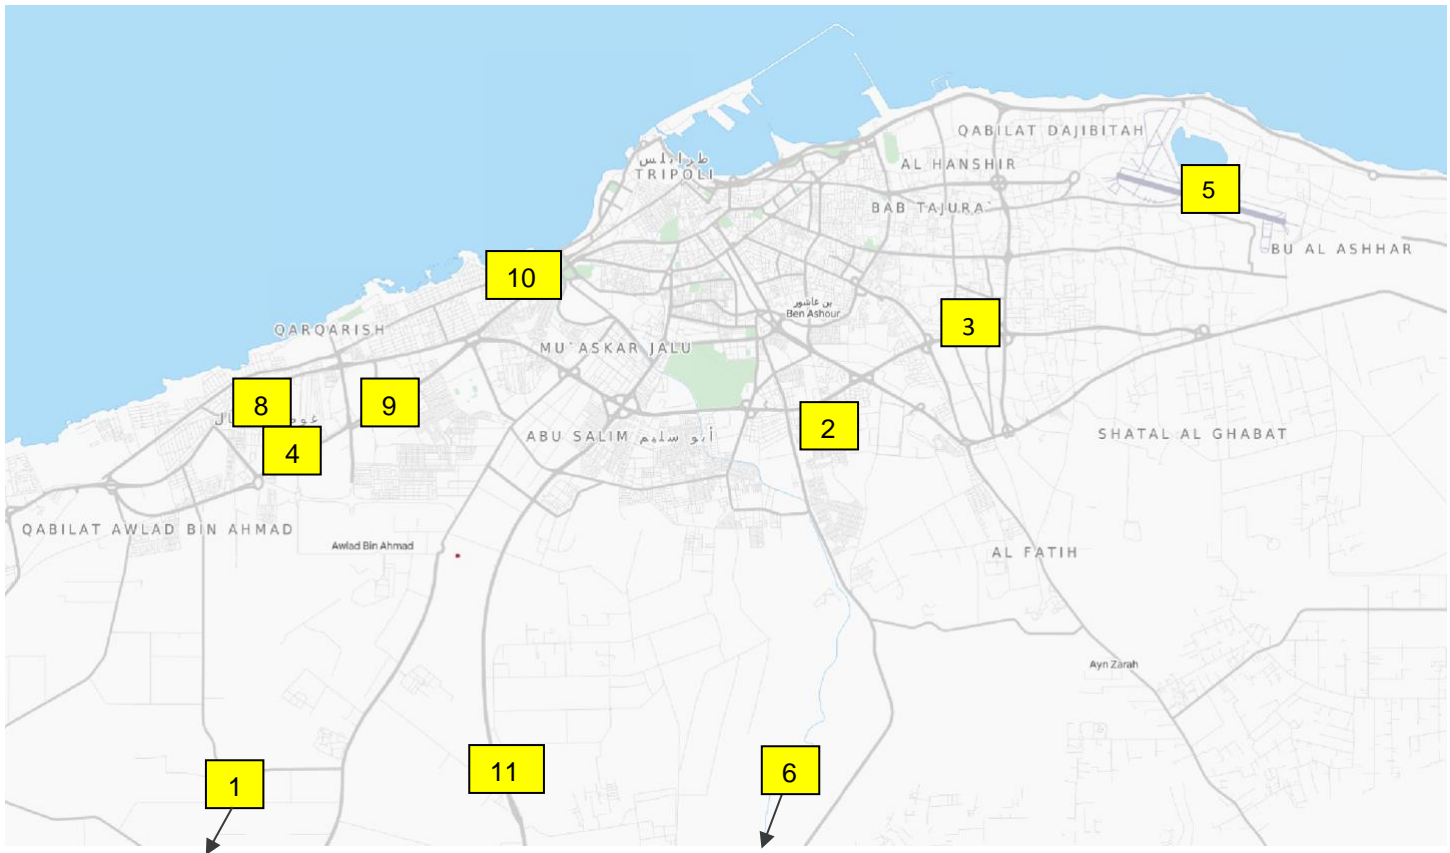 QABILAT DAJIBITAH
طرابلس
TRIPOLI
AL HANSHIR
5
BAB TAJURA'
BU AL ASHHAR
10
بن عاشور
Ben Ashour
3
QARQARISH
MU'ASKAR JALU
8
9
2
4
ABU SALIM أبو سليم
SHATAL AL GHABAT
QABILAT AWLAD BIN AHMAD
Awlad Bin Ahmad
AL FATIH
Ayn Zarah
1
11
6